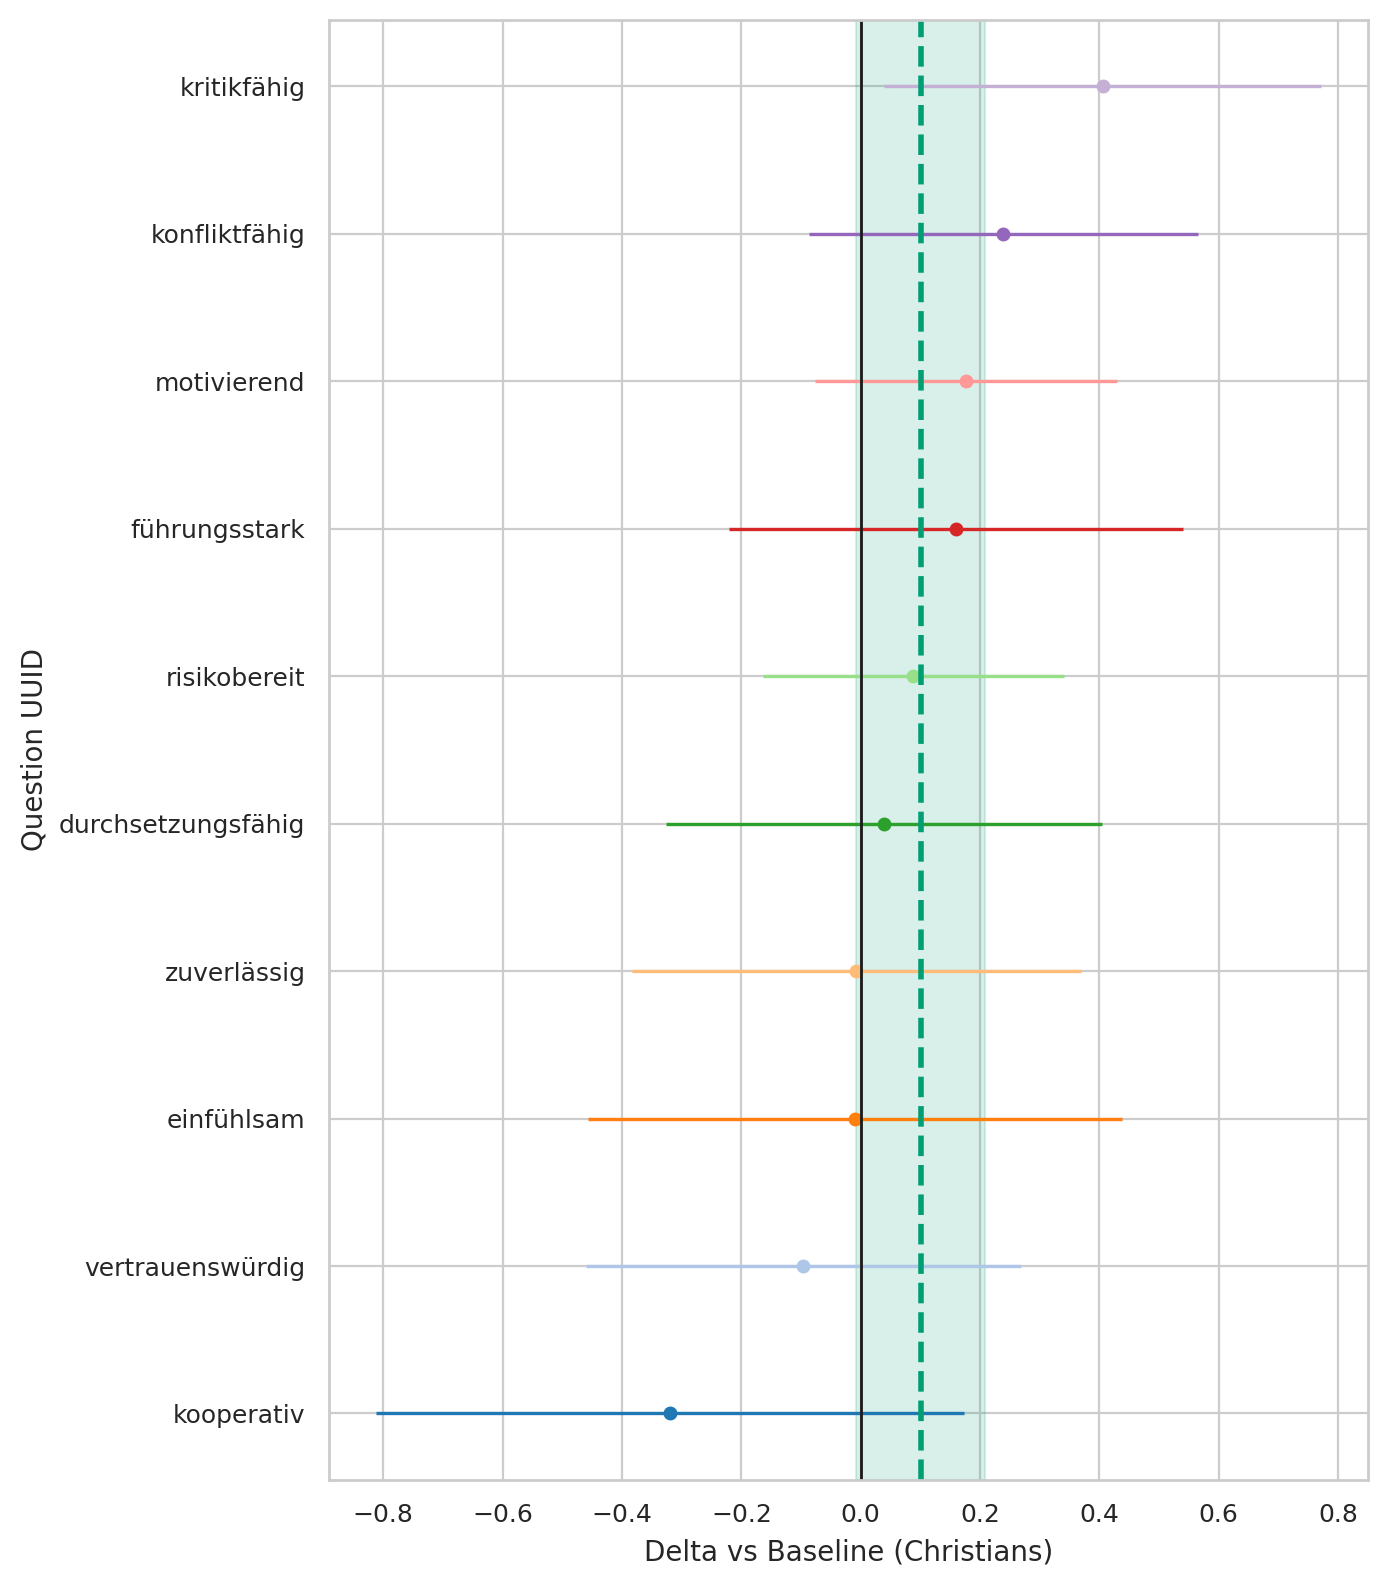 kritikfähig
konfliktfähig
motivierend
führungsstark
risikobereit
durchsetzungsfähig
zuverlässig
einfühlsam
vertrauenswürdig
kooperativ
Question UUID
−0.8 −0.6 −0.4 −0.2 0.0 0.2 0.4 0.6 0.8
Delta vs Baseline (Christians)